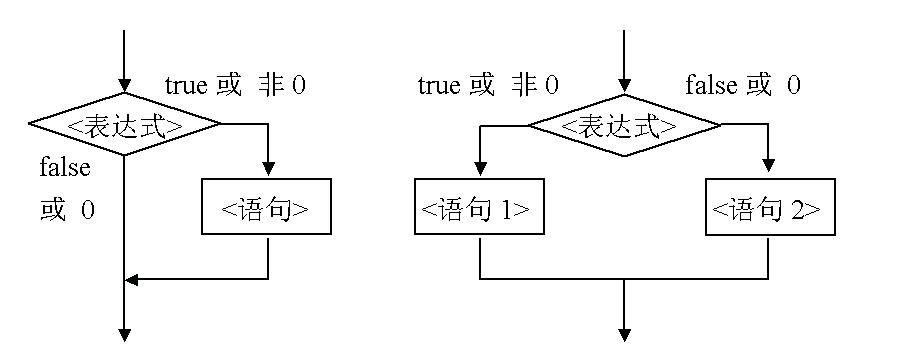 true 或 非 0
<表达式>
false
或 0
<语句>
true 或 非 0
false 或 0
<表达式>
<语句 1>
<语句 2>